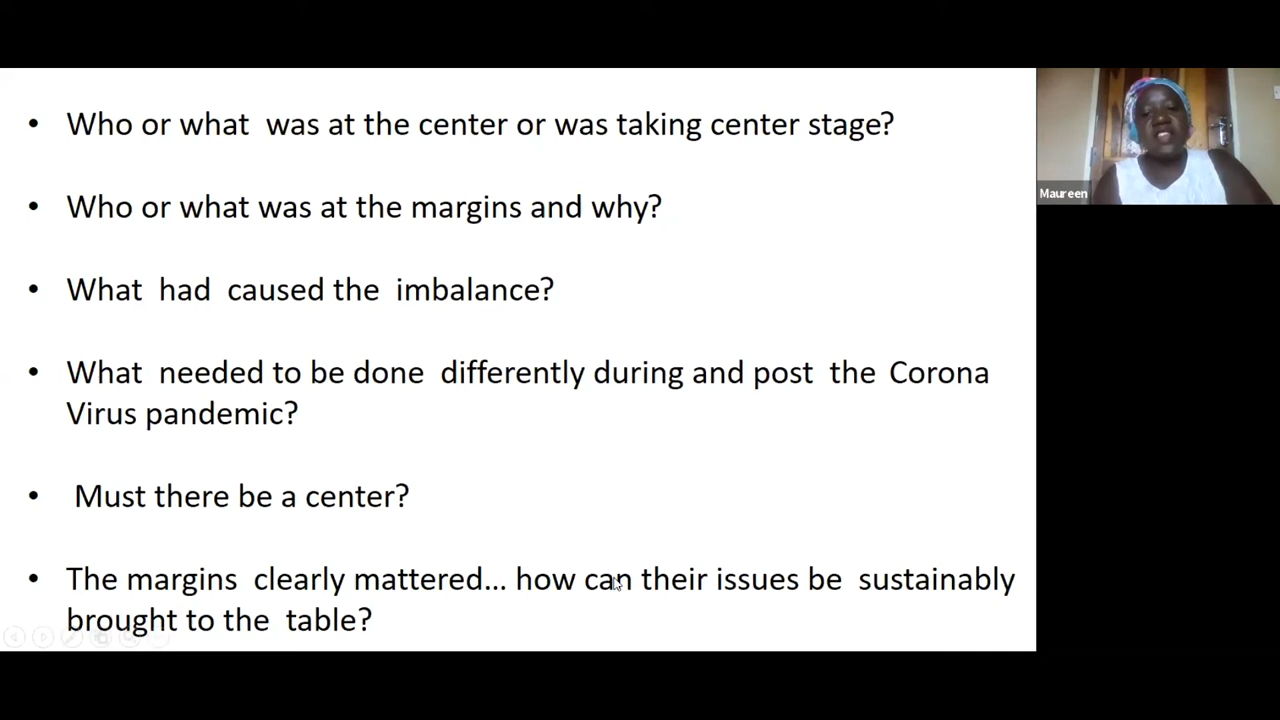 • Who or what  was at the center or was taking center stage?
• Who or what was at the margins and why?
• What  had  caused the  imbalance?
• What  needed to be done  differently during and post  the Corona
Virus pandemic?
• Must there be a center?
• The margins  clearly mattered... how can their issues be  sustainably
brought to the  table?
Maureen